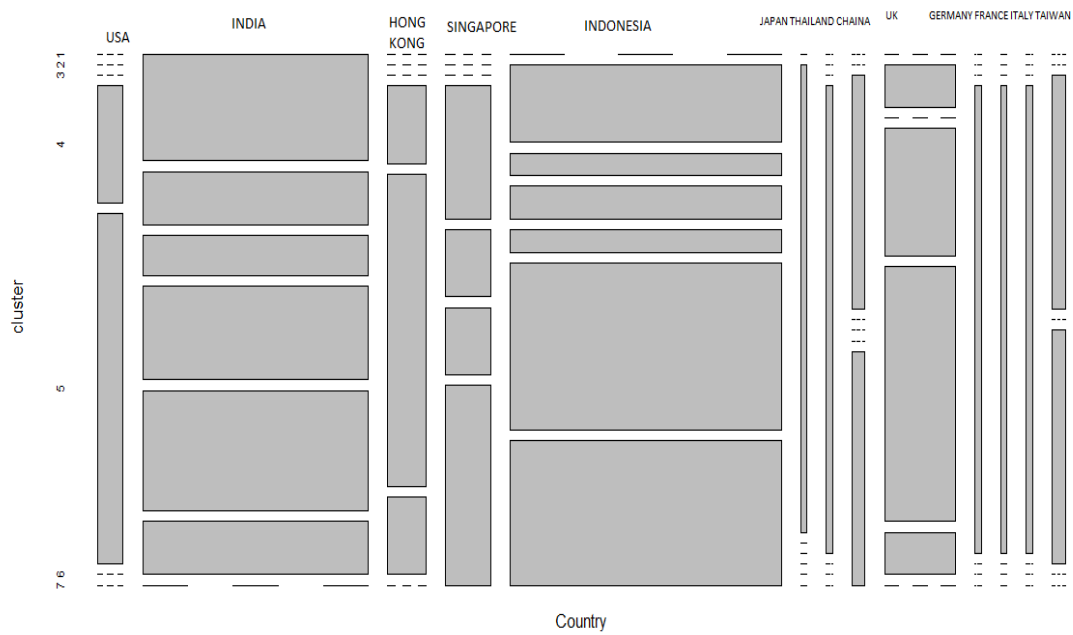 USA
INDIA
HONG
KONG
SINGAPORE
INDONESIA
JAPAN THAILAND CHAINA
UK
GERMANY FRANCE ITALY TAIWAN
3 2 1
4
5
7 6
cluster
Country